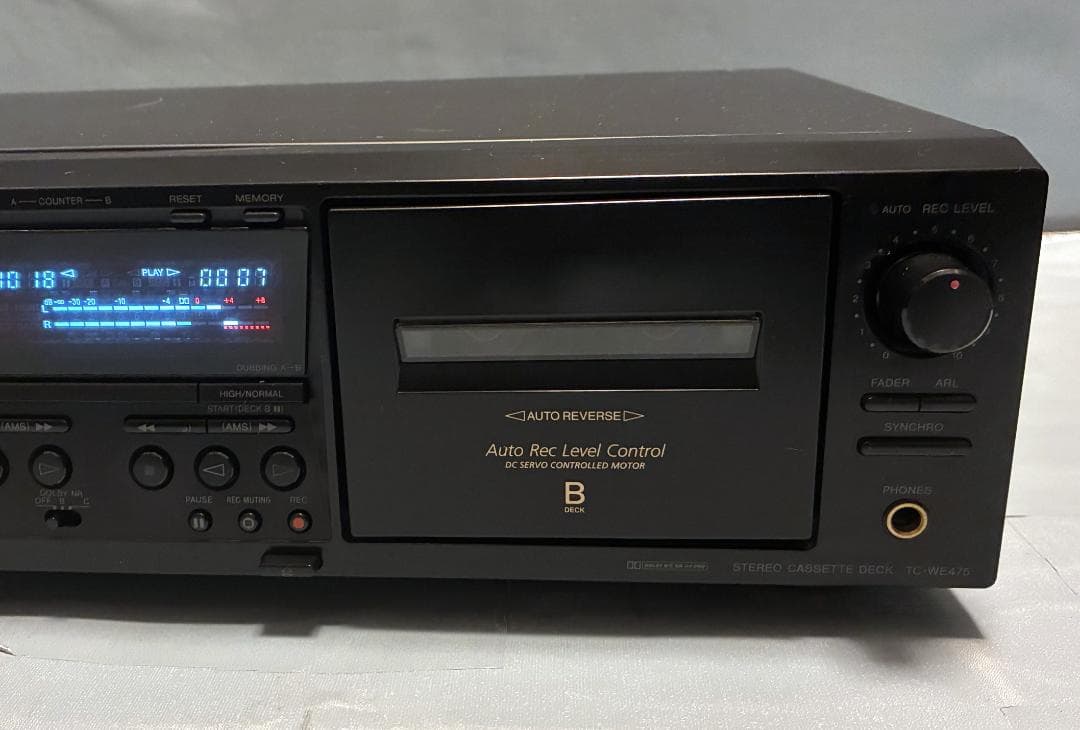 A COUNTER B RESET MEMORY
10 18 PLAY 00 07
dB -∞ -30 -20 -10 -4 0 +4 +8
L
R
DUBBING A-B
HIGH/NORMAL
START(DECK B)
(AMS) (AMS)
DOLBY NR
OFF B C
PAUSE REC MUTING REC
AUTO REVERSE
Auto Rec Level Control
DC SERVO CONTROLLED MOTOR
B
DECK
AUTO REC LEVEL
0 1 2 4 5 6 7 8 10
FADER ARL
SYNCHRO
PHONES
STEREO CASSETTE DECK TC-WE475